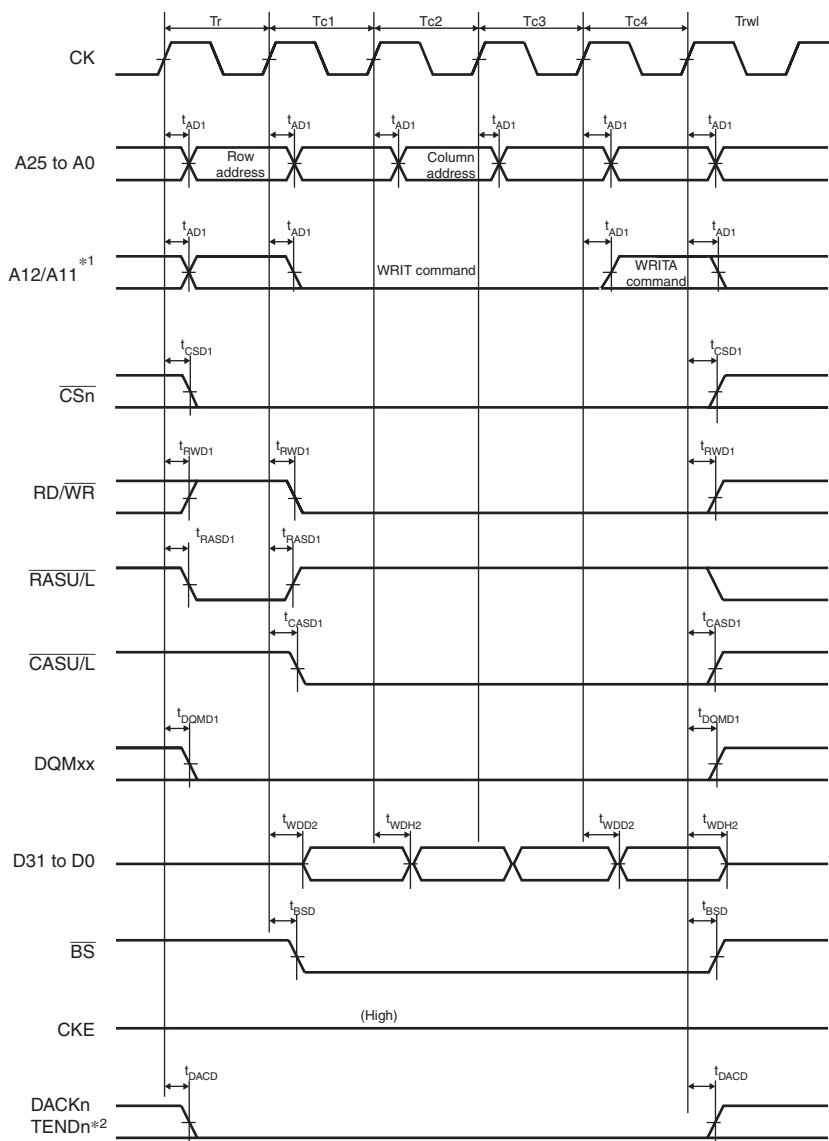 Tr Tc1 Tc2 Tc3 Tc4 Trwl
CK
tAD1 tAD1 tAD1 tAD1 tAD1 tAD1
A25 to A0
Row
address
Column
address
tAD1 tAD1 tAD1 tAD1
A12/A11*1
WRIT command
WRITA
command
tCSD1 tCSD1
CSn
tRWD1 tRWD1 tRWD1
RD/WR
tRASD1 tRASD1
RASU/L
tCASD1 tCASD1
CASU/L
tDQMD1 tDQMD1
DQMxx
tWDD2 tWDH2 tWDD2 tWDH2
D31 to D0
tBSD tBSD
BS
(High)
CKE
tDACD tDACD
DACKn
TENDn*2